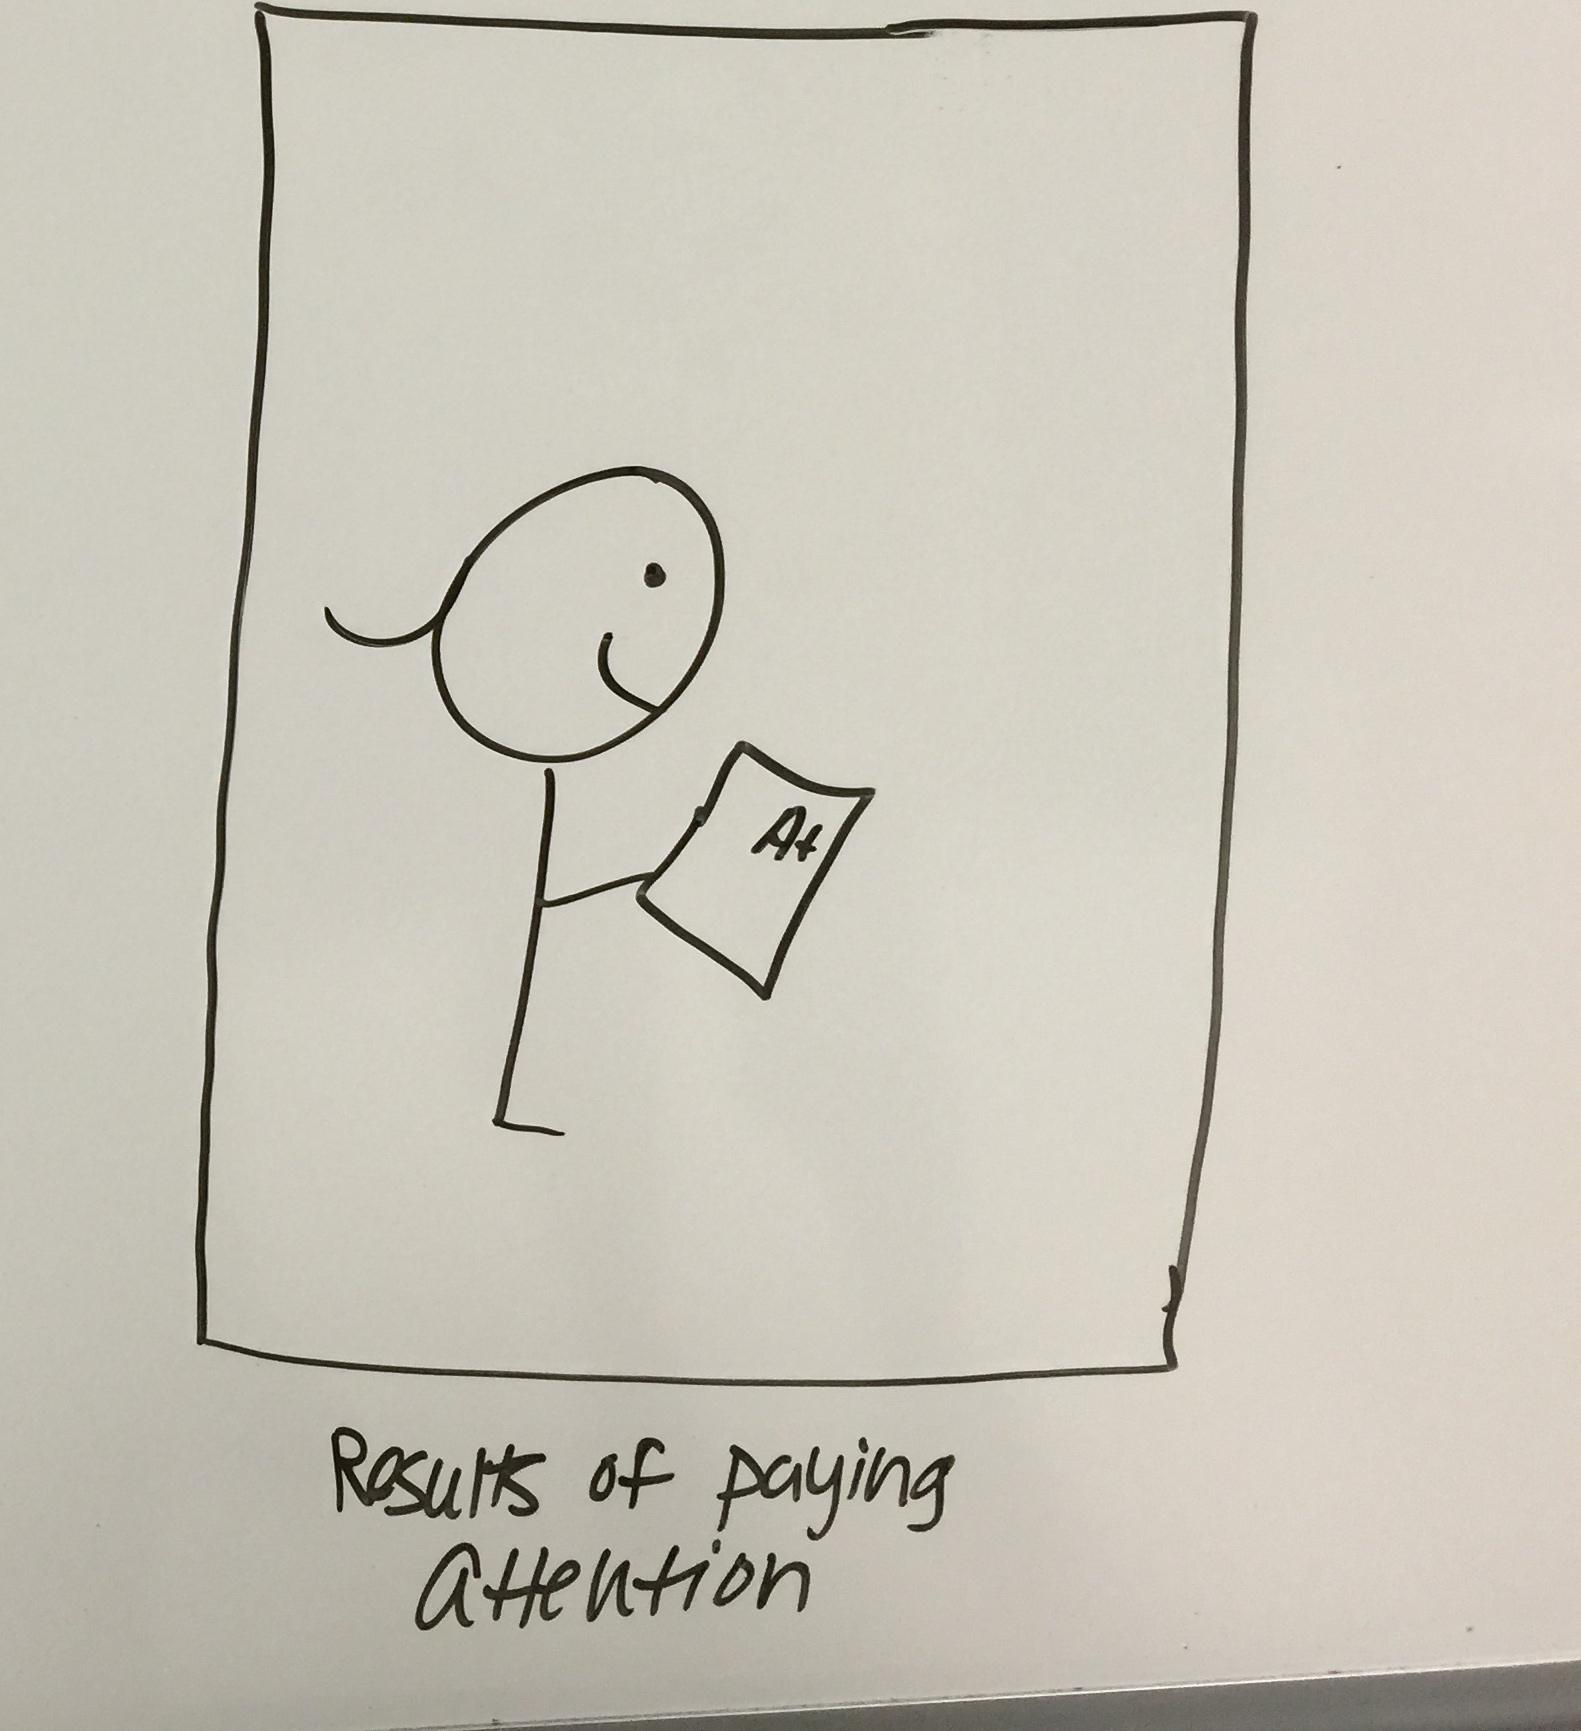 A+
Results of paying
attention